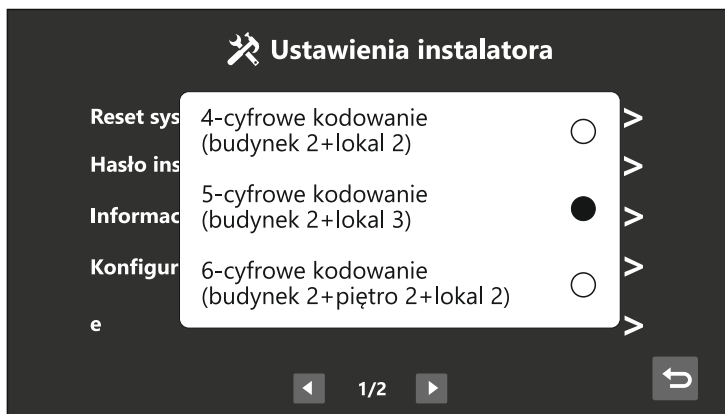 Ustawienia instalatora
Reset sys
4-cyfrowe kodowanie
(budynek 2+lokal 2)
>
Hasło ins
>
5-cyfrowe kodowanie
(budynek 2+lokal 3)
Informac
>
Konfigur
>
6-cyfrowe kodowanie
(budynek 2+piętro 2+lokal 2)
e
>
1/2